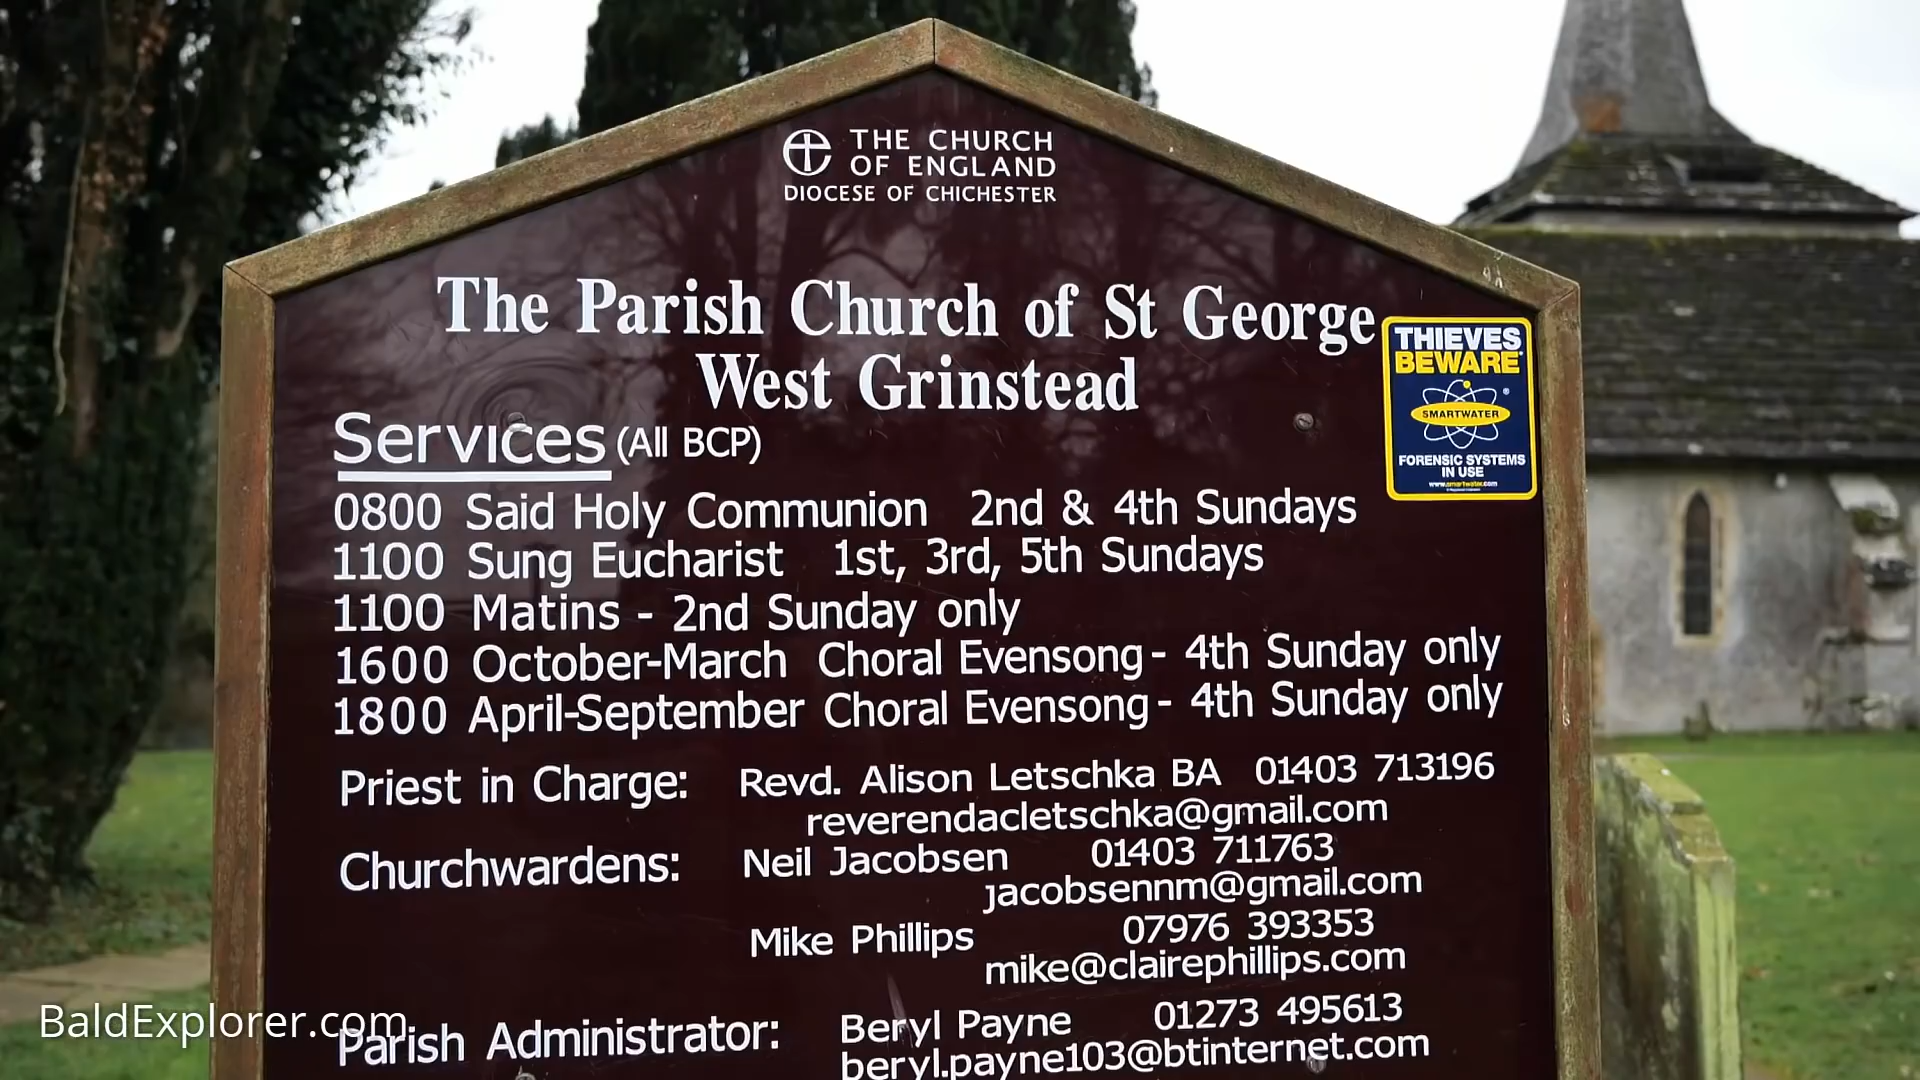 THE CHURCH
OF ENGLAND
DIOCESE OF CHICHESTER
The Parish Church of St George
West Grinstead
THIEVES
BEWARE
SMARTWATER
FORENSIC SYSTEMS
IN USE
www.smartwater.com
Services (All BCP)
0800 Said Holy Communion 2nd & 4th Sundays
1100 Sung Eucharist 1st, 3rd, 5th Sundays
1100 Matins - 2nd Sunday only
1600 October-March Choral Evensong - 4th Sunday only
1800 April-September Choral Evensong - 4th Sunday only
Priest in Charge: Revd. Alison Letschka BA 01403 713196
reverendacletschka@gmail.com
Churchwardens: Neil Jacobsen 01403 711763
jacobsennm@gmail.com
Mike Phillips 07976 393353
mike@clairephillips.com
Parish Administrator: Beryl Payne 01273 495613
beryl.payne103@btinternet.com
BaldExplorer.com